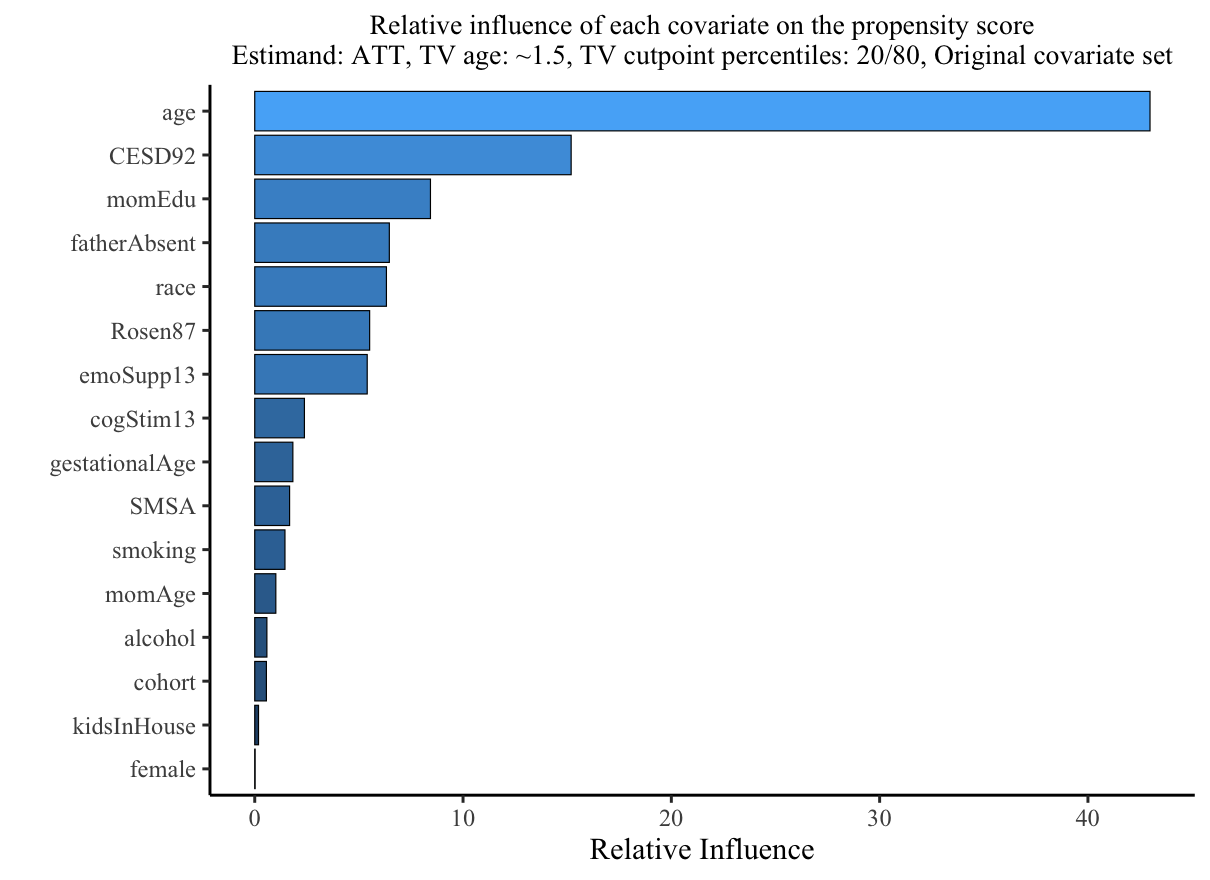 Relative influence of each covariate on the propensity score
Estimand: ATT, TV age: ~1.5, TV cutpoint percentiles: 20/80, Original covariate set
age
CESD92
momEdu
fatherAbsent
race
Rosen87
emoSupp13
cogStim13
gestationalAge
SMSA
smoking
momAge
alcohol
cohort
kidsInHouse
female
0 10 20 30 40
Relative Influence